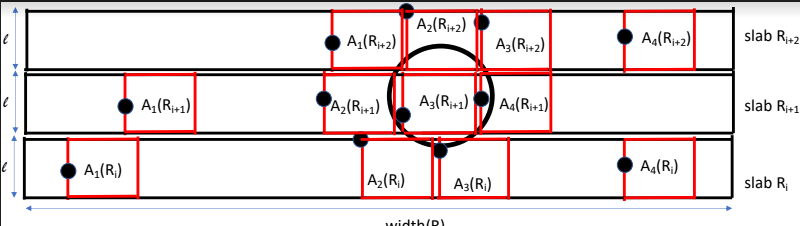 ℓ A₁(Rᵢ₊₂) A₂(Rᵢ₊₂) A₃(Rᵢ₊₂) A₄(Rᵢ₊₂) slab Rᵢ₊₂
ℓ A₁(Rᵢ₊₁) A₂(Rᵢ₊₁) A₃(Rᵢ₊₁) A₄(Rᵢ₊₁) slab Rᵢ₊₁
ℓ A₁(Rᵢ) A₂(Rᵢ) A₃(Rᵢ) A₄(Rᵢ) slab Rᵢ
width(R)